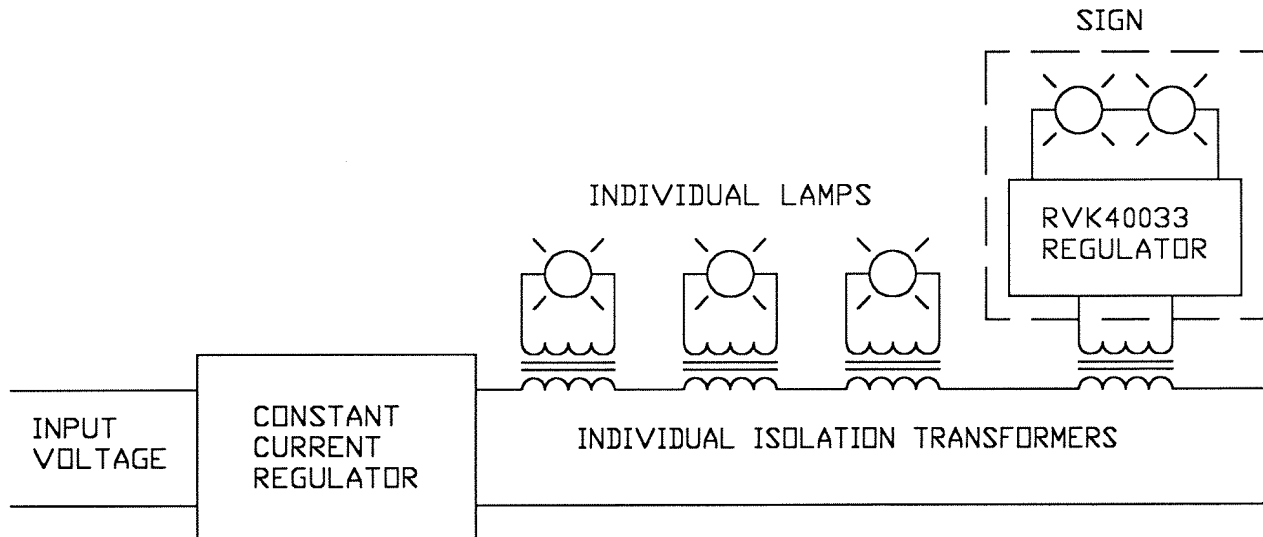 SIGN
RVK40033
REGULATOR
INDIVIDUAL LAMPS
INPUT
VOLTAGE
CONSTANT
CURRENT
REGULATOR
INDIVIDUAL ISOLATION TRANSFORMERS